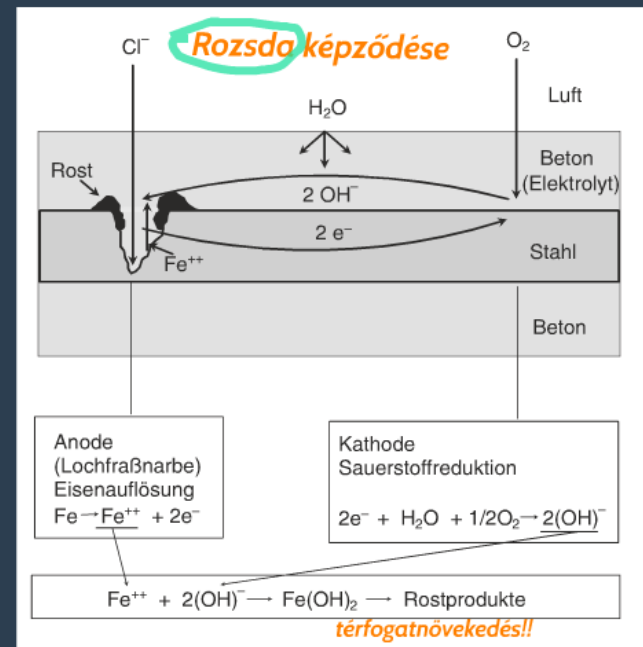 Rozsda képződése
Cl⁻
O₂
Luft
H₂O
Rost
Beton
(Elektrolyt)
2 OH⁻
2 e⁻
Fe⁺⁺
Stahl
Beton
Anode
(Lochfraßnarbe)
Eisenauflösung
Fe → Fe⁺⁺ + 2e⁻
Kathode
Sauerstoffreduktion
2e⁻ + H₂O + 1/2O₂ → 2(OH)⁻
Fe⁺⁺ + 2(OH)⁻ → Fe(OH)₂ → Rostprodukte
térfogatnövekedés!!